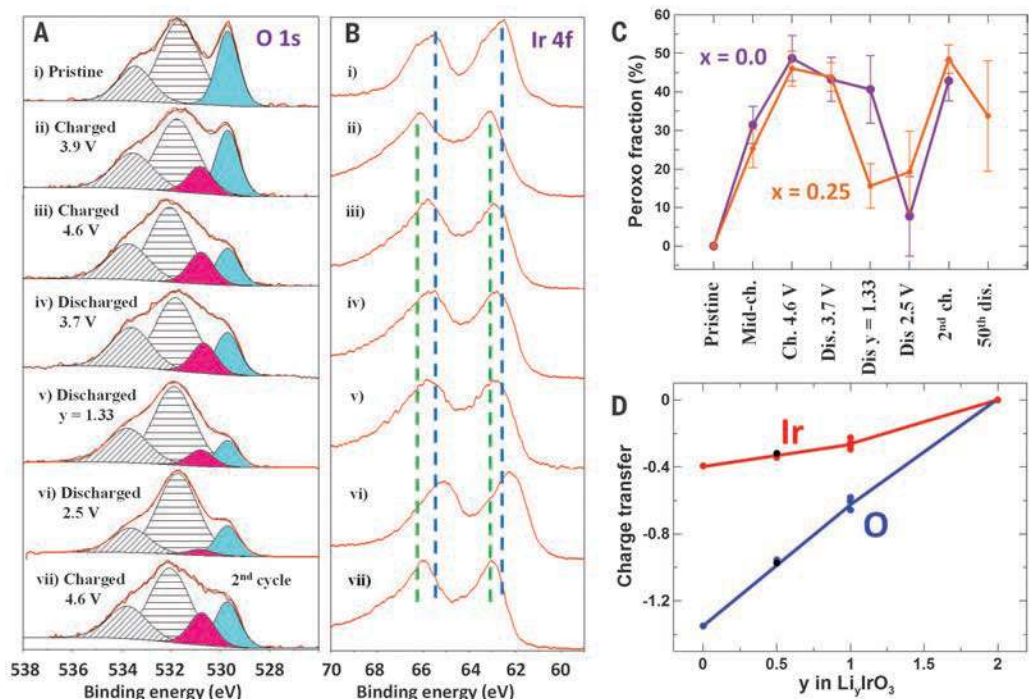 A
O 1s
i) Pristine
ii) Charged
3.9 V
iii) Charged
4.6 V
iv) Discharged
3.7 V
v) Discharged
y = 1.33
vi) Discharged
2.5 V
vii) Charged
4.6 V
2nd cycle
538 536 534 532 530 528
Binding energy (eV)
B
Ir 4f
i)
ii)
iii)
iv)
v)
vi)
vii)
70 68 66 64 62 60
Binding energy (eV)
C
x = 0.0
x = 0.25
Peroxo fraction (%)
60
50
40
30
20
10
0
Pristine
Mid-ch.
Ch. 4.6 V
Dis. 3.7 V
Dis y = 1.33
Dis 2.5 V
2nd ch.
50th dis.
D
Ir
O
Charge transfer
0
-0.4
-0.8
-1.2
0 0.5 1 1.5 2
y in LiyIrO3